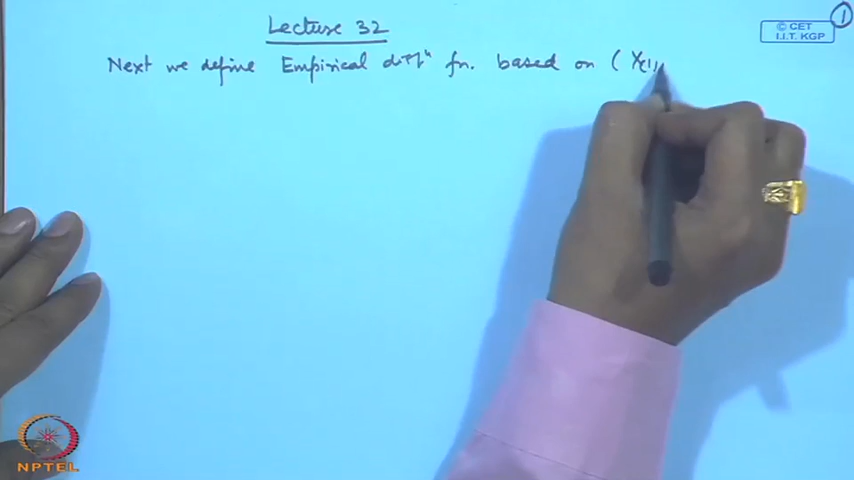 Lecture 32
1
© CET
I.I.T. KGP
Next we define Empirical distⁿ fn. based on ( X(1),
NPTEL